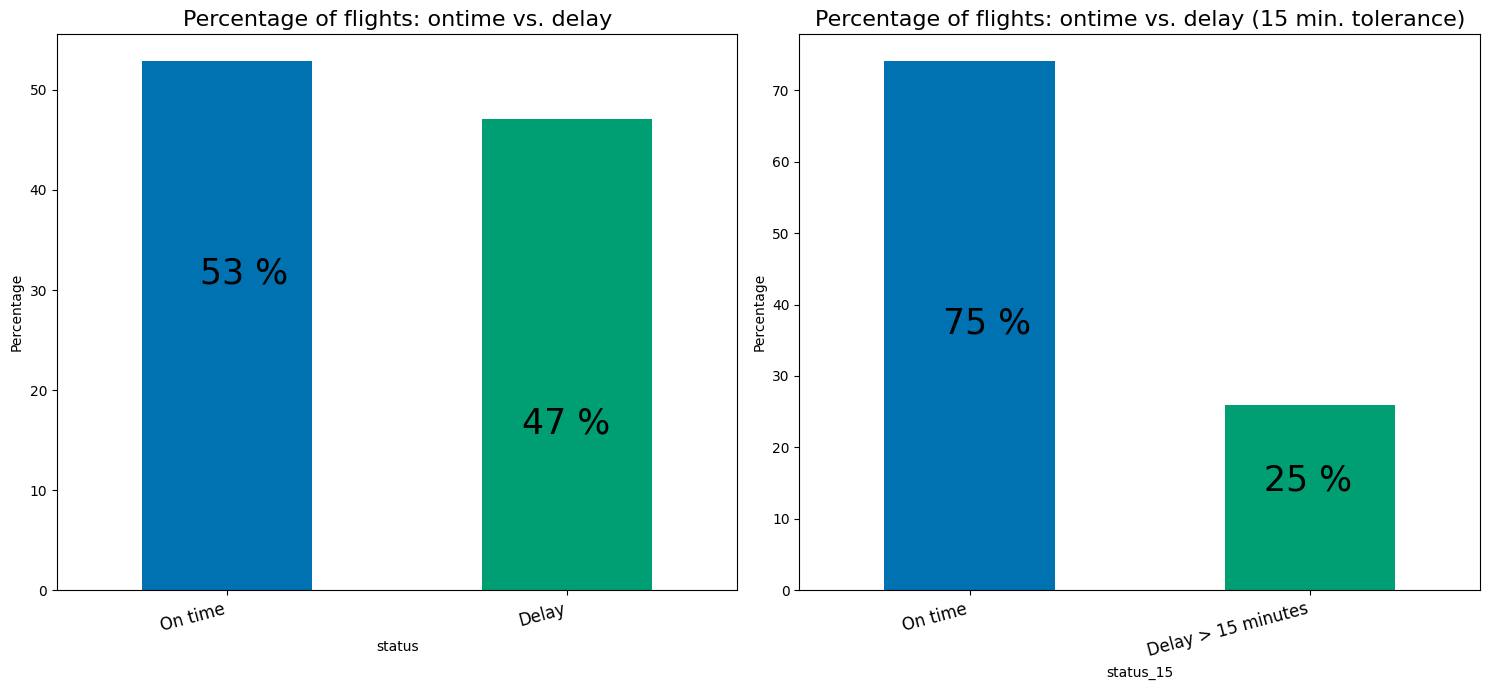 Percentage of flights: ontime vs. delay
Percentage
50
40
30
20
10
0
53 %
47 %
On time
Delay
status
Percentage of flights: ontime vs. delay (15 min. tolerance)
Percentage
70
60
50
40
30
20
10
0
75 %
25 %
On time
Delay > 15 minutes
status_15